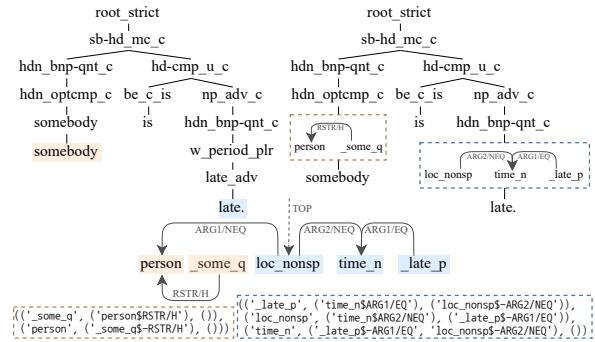 root_strict
sb-hd_mc_c
hdn_bnp-qnt_c hd-cmp_u_c
hdn_optcmp_c be_c_is np_adv_c
somebody is hdn_bnp-qnt_c
somebody w_period_plr
late_adv
late.
root_strict
sb-hd_mc_c
hdn_bnp-qnt_c hd-cmp_u_c
hdn_optcmp_c be_c_is np_adv_c
is hdn_bnp-qnt_c
RSTR/H
person _some_q
somebody
ARG2/NEQ ARG1/EQ
loc_nonsp time_n _late_p
late.
TOP
ARG1/NEQ ARG2/NEQ ARG1/EQ
person _some_q loc_nonsp time_n _late_p
RSTR/H
(('_some_q', ('person$RSTR/H'), ()),
('person', ('_some_q$-RSTR/H'), ()))
(('_late_p', ('time_n$ARG1/EQ'), ('loc_nonsp$-ARG2/NEQ')),
('loc_nonsp', ('time_n$ARG2/NEQ'), ('_late_p$-ARG1/EQ')),
('time_n', ('_late_p$-ARG1/EQ', 'loc_nonsp$-ARG2/NEQ'), ())